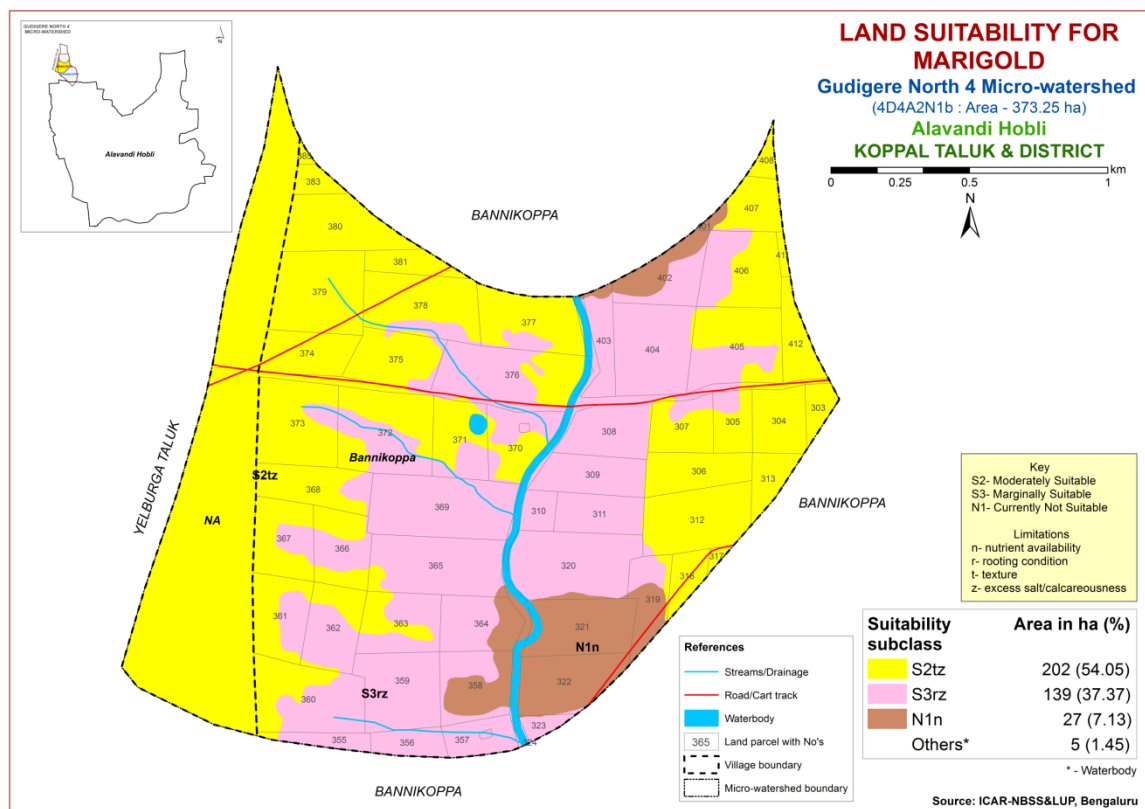 GUDIGERE NORTH 4
MICRO-WATERSHED
N
Alavandi Hobli
LAND SUITABILITY FOR
MARIGOLD
Gudigere North 4 Micro-watershed
(4D4A2N1b : Area - 373.25 ha)
Alavandi Hobli
KOPPAL TALUK & DISTRICT
km
0 0.25 0.5 1
N
BANNIKOPPA
408
383
407
380
401
381
406
402
379
378
377
403
404
405
412
374
375
376
303
373
372
371
370
308
307
305
304
Bannikoppa
S2tz
309
306
313
BANNIKOPPA
YELBURGA TALUK
NA
368
369
310
311
312
367
366
365
320
317
318
319
361
362
363
364
321
N1n
359
358
322
S3rz
360
323
355
356
357
BANNIKOPPA
Key
S2- Moderately Suitable
S3- Marginally Suitable
N1- Currently Not Suitable
Limitations
n- nutrient availability
r- rooting condition
t- texture
z- excess salt/calcareousness
References
Streams/Drainage
Road/Cart track
Waterbody
365 Land parcel with No's
Village boundary
Micro-watershed boundary
Suitability subclass Area in ha (%)
S2tz 202 (54.05)
S3rz 139 (37.37)
N1n 27 (7.13)
Others* 5 (1.45)
* - Waterbody
Source: ICAR-NBSS&LUP, Bengaluru